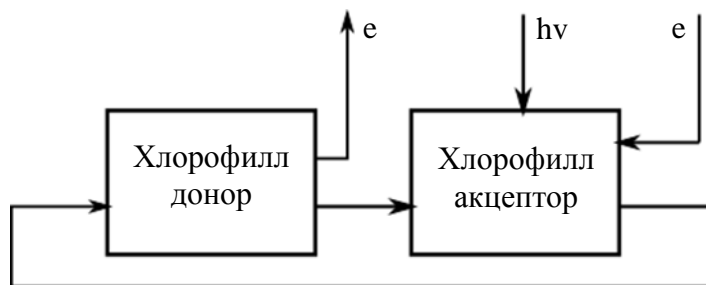 e
hv
e
Хлорофилл
донор
Хлорофилл
акцептор